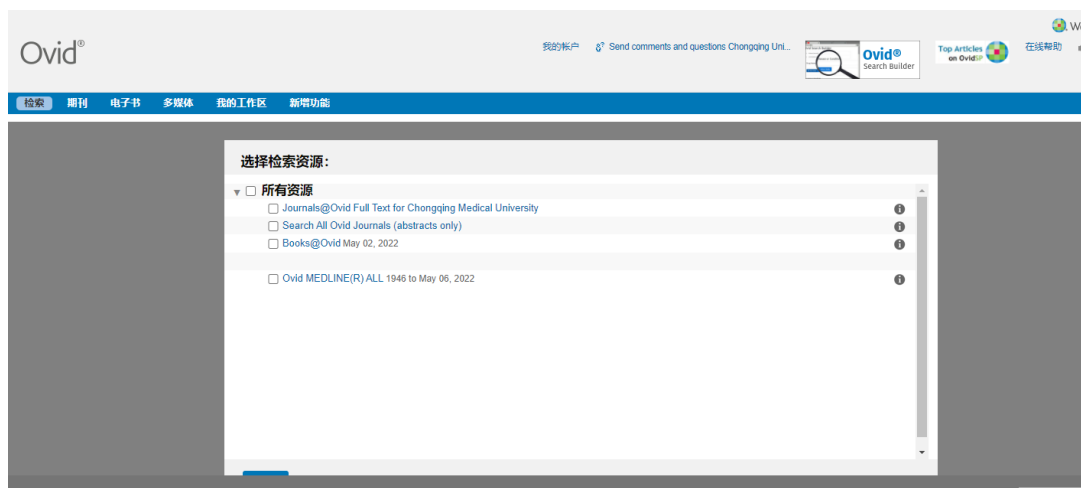 Ovid®
我的帐户
Send comments and questions Chongqing Uni...
Ovid®
Search Builder
Top Articles
on OvidSP
在线帮助
检索 期刊 电子书 多媒体 我的工作区 新增功能
选择检索资源:
所有资源
Journals@Ovid Full Text for Chongqing Medical University
Search All Ovid Journals (abstracts only)
Books@Ovid May 02, 2022
Ovid MEDLINE(R) ALL 1946 to May 06, 2022